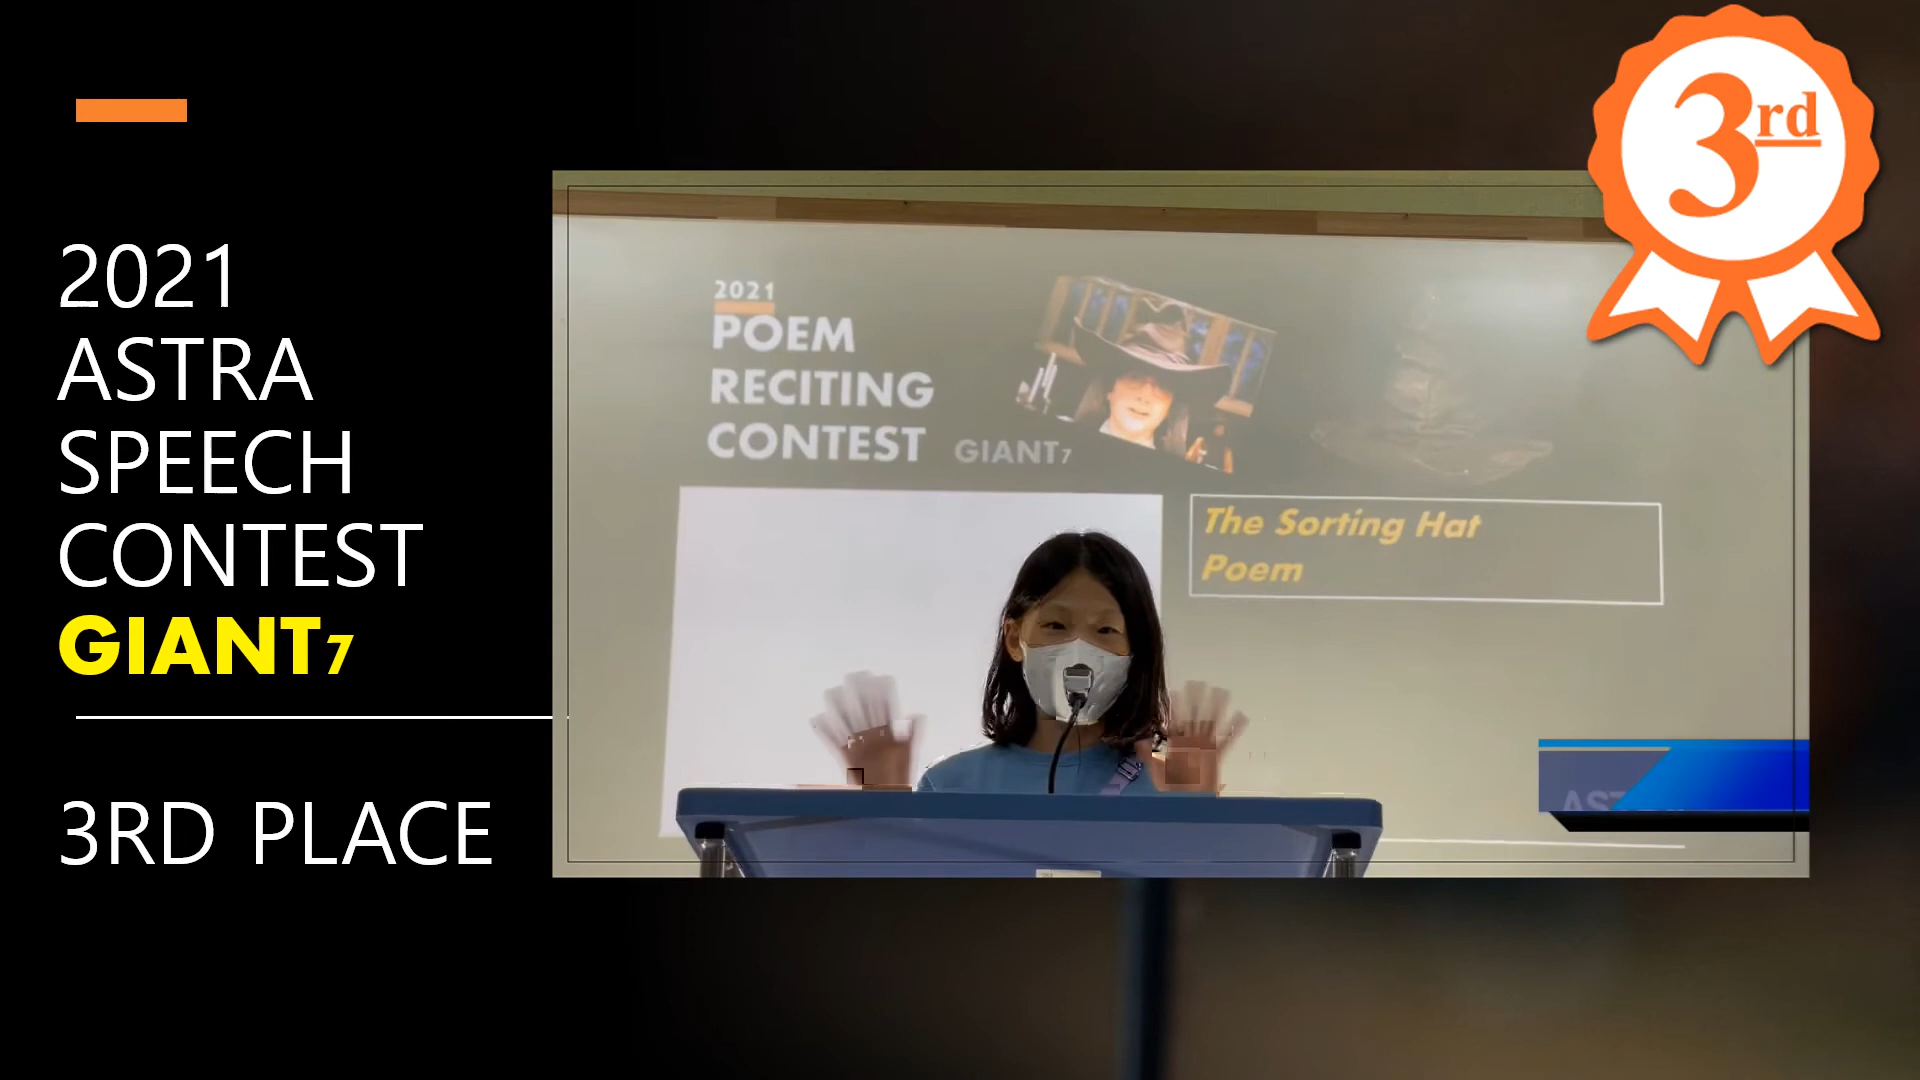 2021
ASTRA
SPEECH
CONTEST
GIANT7
3RD PLACE
3rd
2021
POEM
RECITING
CONTEST GIANT7
The Sorting Hat
Poem